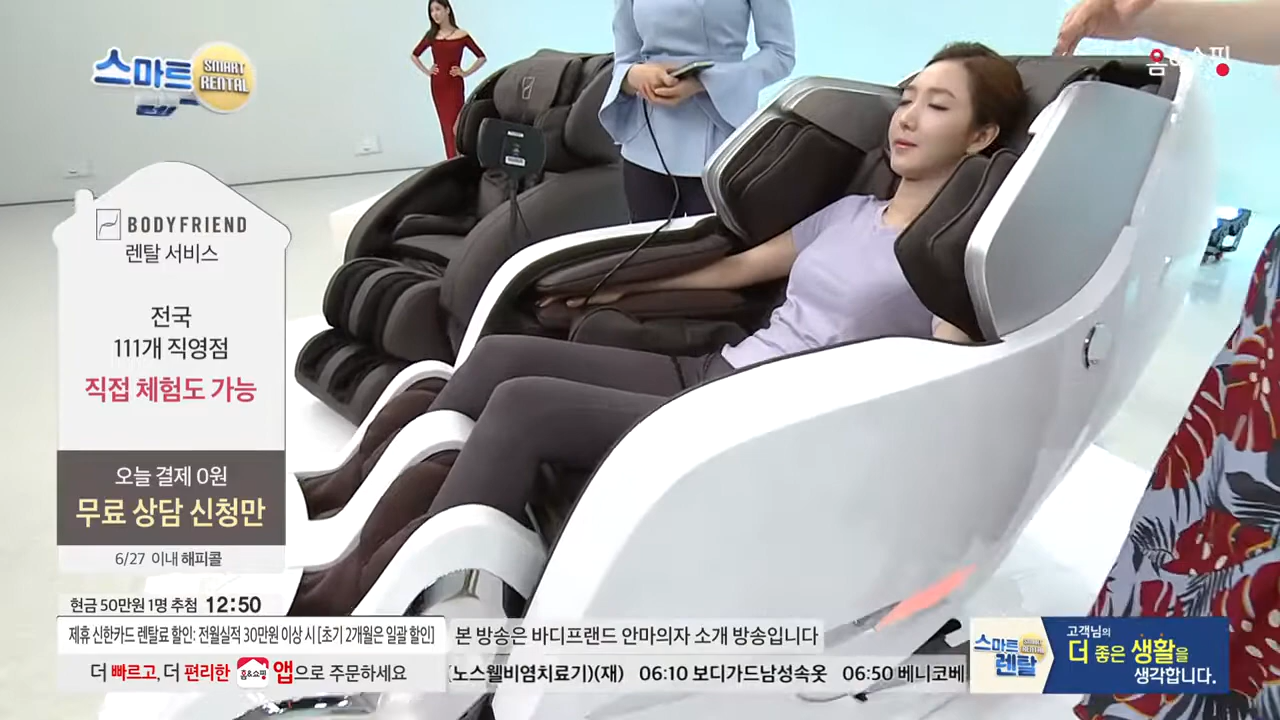 스마트 SMART RENTAL
홈&쇼핑
BODYFRIEND
렌탈 서비스
전국
111개 직영점
직접 체험도 가능
오늘 결제 0원
무료 상담 신청만
6/27 이내 해피콜
현금 50만원 1명 추첨 12:50
제휴 신한카드 렌탈료 할인: 전월실적 30만원 이상 시 [초기 2개월은 일괄 할인]
본 방송은 바디프랜드 안마의자 소개 방송입니다
더 빠르고, 더 편리한 홈&쇼핑 앱으로 주문하세요
(노스웰비염치료기)(재) 06:10 보디가드남성속옷 06:50 베니코베
스마트 렌탈 SMART RENTAL
고객님의
더 좋은 생활을
생각합니다.